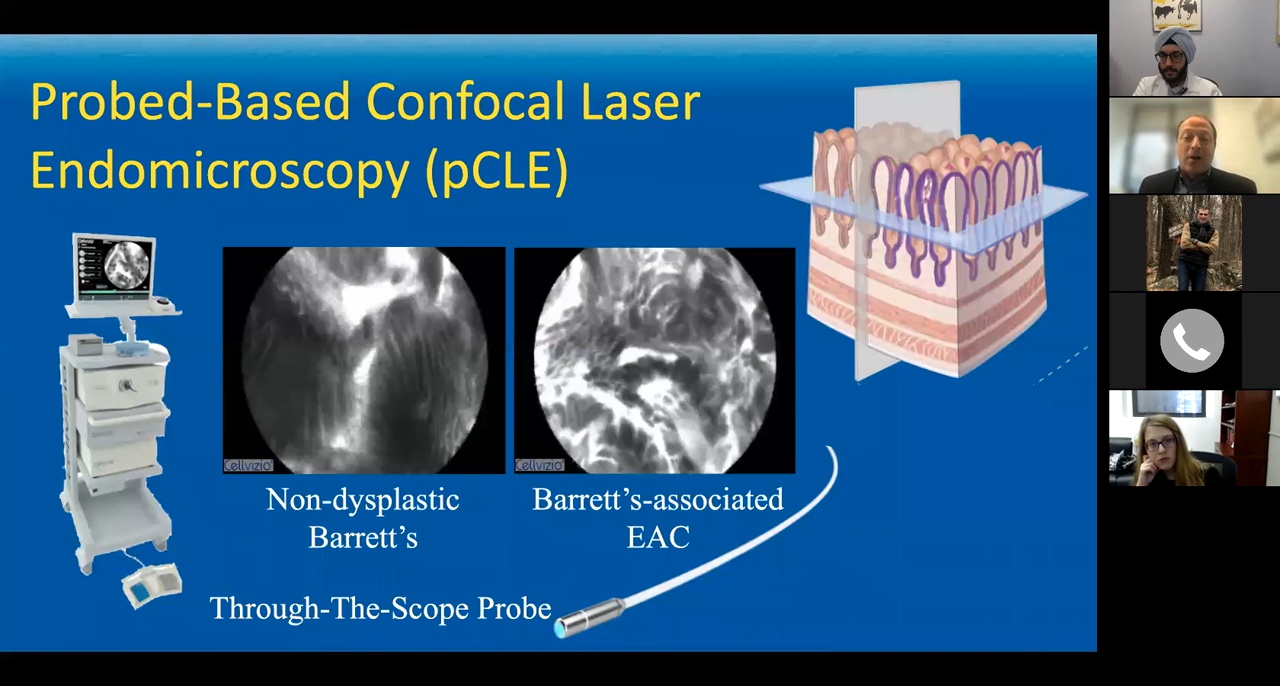 Probed-Based Confocal Laser
Endomicroscopy (pCLE)
Cellvizio
Cellvizio
Non-dysplastic
Barrett’s
Barrett’s-associated
EAC
Through-The-Scope Probe